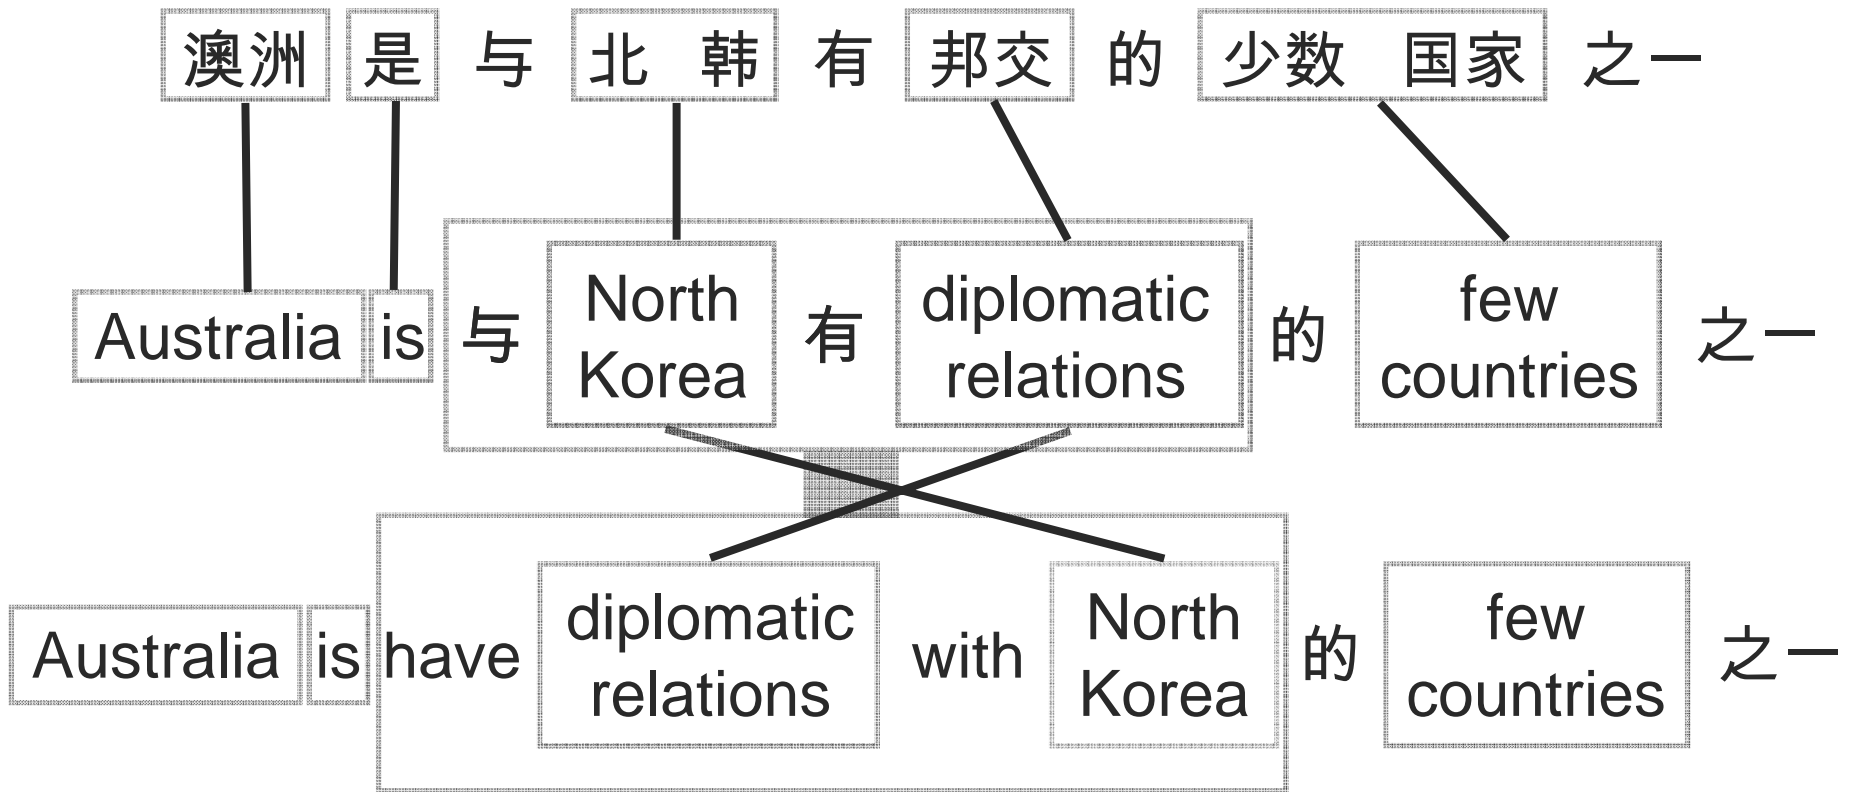 澳洲 是 与 北 韩 有 邦交 的 少数 国家 之一
Australia is 与 North Korea 有 diplomatic relations 的 few countries 之一
Australia is have diplomatic relations with North Korea 的 few countries 之一